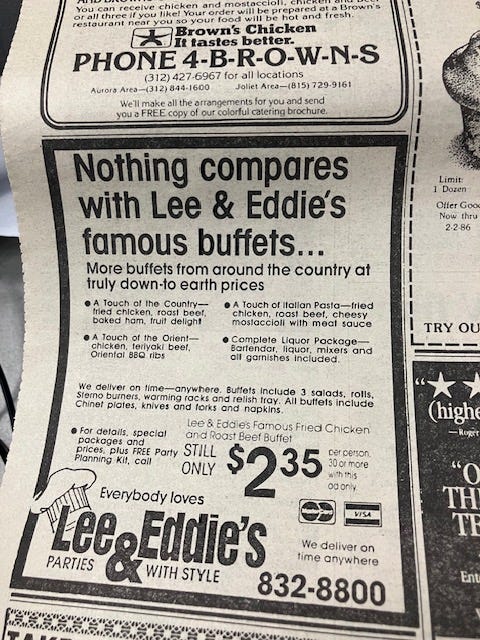 You can receive chicken and mostaccioli, chicken and beef
or all three if you like! Your order will be prepared at a Brown's
restaurant near you so your food will be hot and fresh.
Brown's Chicken
It tastes better.
PHONE 4-B-R-O-W-N-S
(312) 427-6967 for all locations
Aurora Area—(312) 844-1600 Joliet Area—(815) 729-9161
We'll make all the arrangements for you and send
you a FREE copy of our colorful catering brochure.
Nothing compares
with Lee & Eddie's
famous buffets...
More buffets from around the country at
truly down-to earth prices
• A Touch of the Country—
fried chicken, roast beef,
baked ham, fruit delight
• A Touch of the Orient—
chicken, teriyaki beef,
Oriental BBQ ribs
• A Touch of Italian Pasta—fried
chicken, roast beef, cheesy
mostaccioli with meat sauce
• Complete Liquor Package—
Bartender, liquor, mixers and
all garnishes included.
We deliver on time—anywhere. Buffets include 3 salads, rolls,
Sterno burners, warming racks and relish tray. All buffets include
Chinet plates, knives and forks and napkins.
• For details, special
packages and
prices, plus FREE Party
Planning Kit, call
Lee & Eddie's Famous Fried Chicken
and Roast Beef Buffet
STILL
ONLY
$2.35
per person.
30 or more
with this
ad only.
Everybody loves
Lee & Eddie's
PARTIES WITH STYLE
VISA
We deliver on
time anywhere
832-8800
Limit:
1 Dozen
Offer Good
Now thru
2-2-86
TRY OU
"★★
(highe
— Roger
"O
TH
TR
Ent